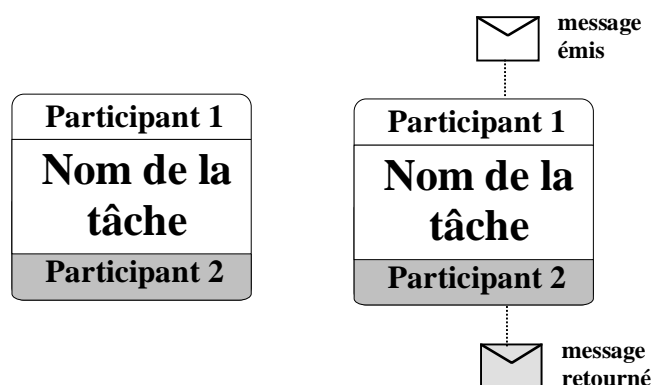 message
émis
Participant 1
Nom de la
tâche
Participant 2
Participant 1
Nom de la
tâche
Participant 2
message
retourné